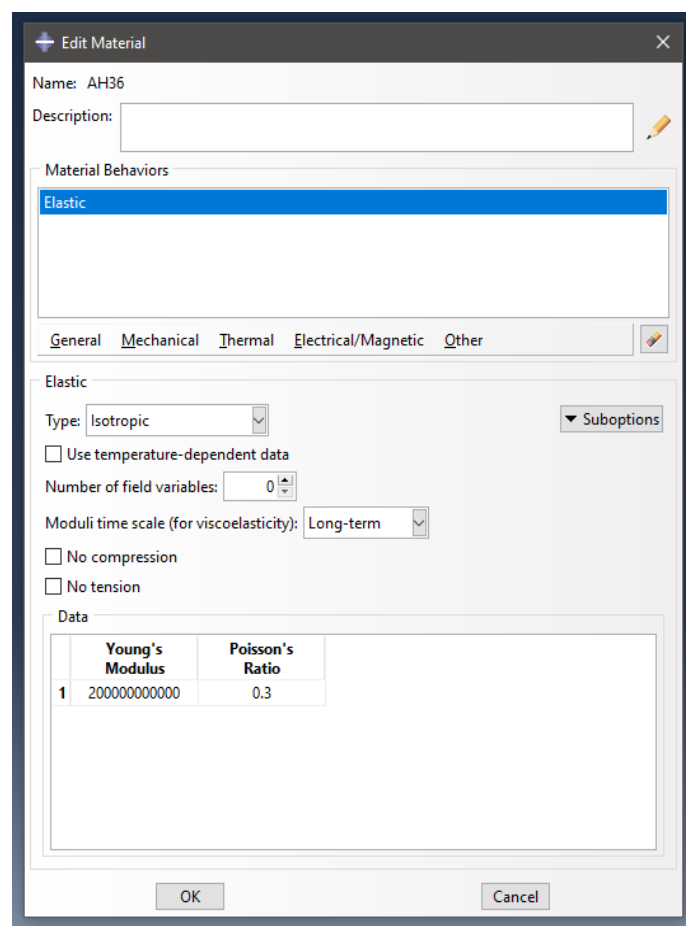 Edit Material
Name: AH36
Description:
Material Behaviors
Elastic
General Mechanical Thermal Electrical/Magnetic Other
Elastic
Type: Isotropic Suboptions
Use temperature-dependent data
Number of field variables: 0
Moduli time scale (for viscoelasticity): Long-term
No compression
No tension
Data
Young's Poisson's
Modulus Ratio
1 200000000000 0.3
OK Cancel